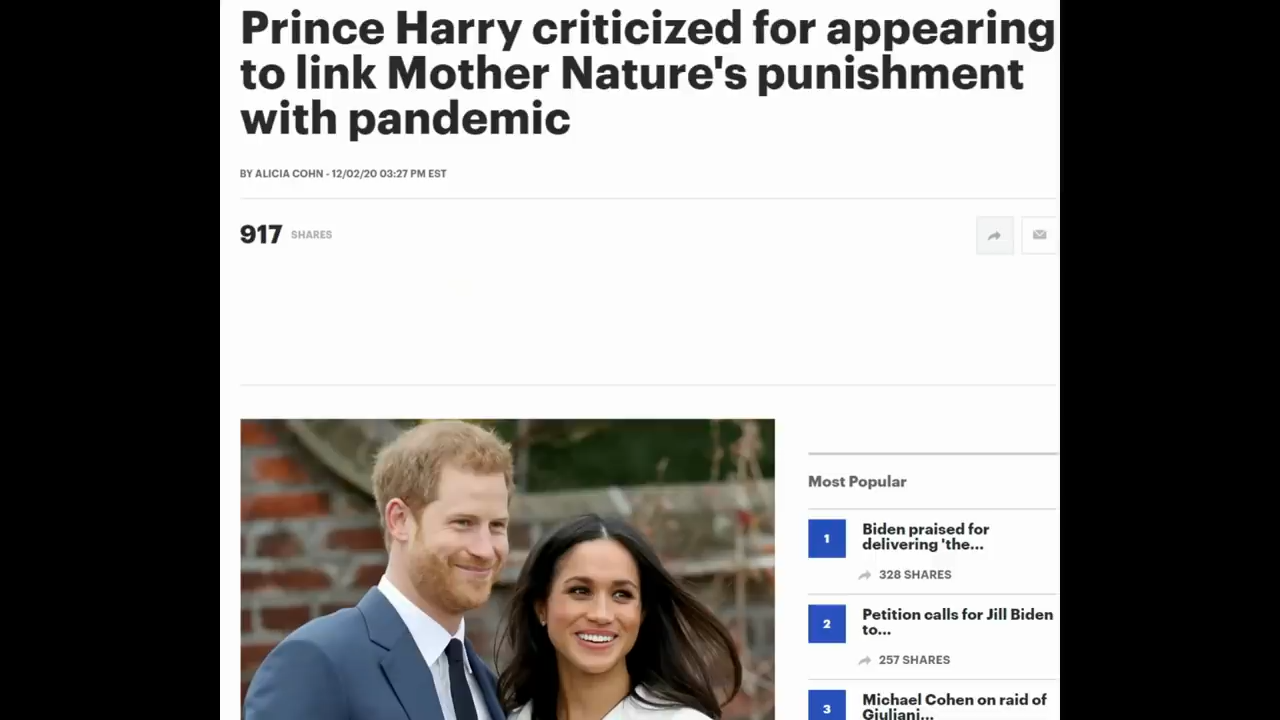 Prince Harry criticized for appearing
to link Mother Nature's punishment
with pandemic
BY ALICIA COHN - 12/02/20 03:27 PM EST
917 SHARES
Most Popular
1 Biden praised for
delivering 'the...
328 SHARES
2 Petition calls for Jill Biden
to...
257 SHARES
3 Michael Cohen on raid of
Giuliani...